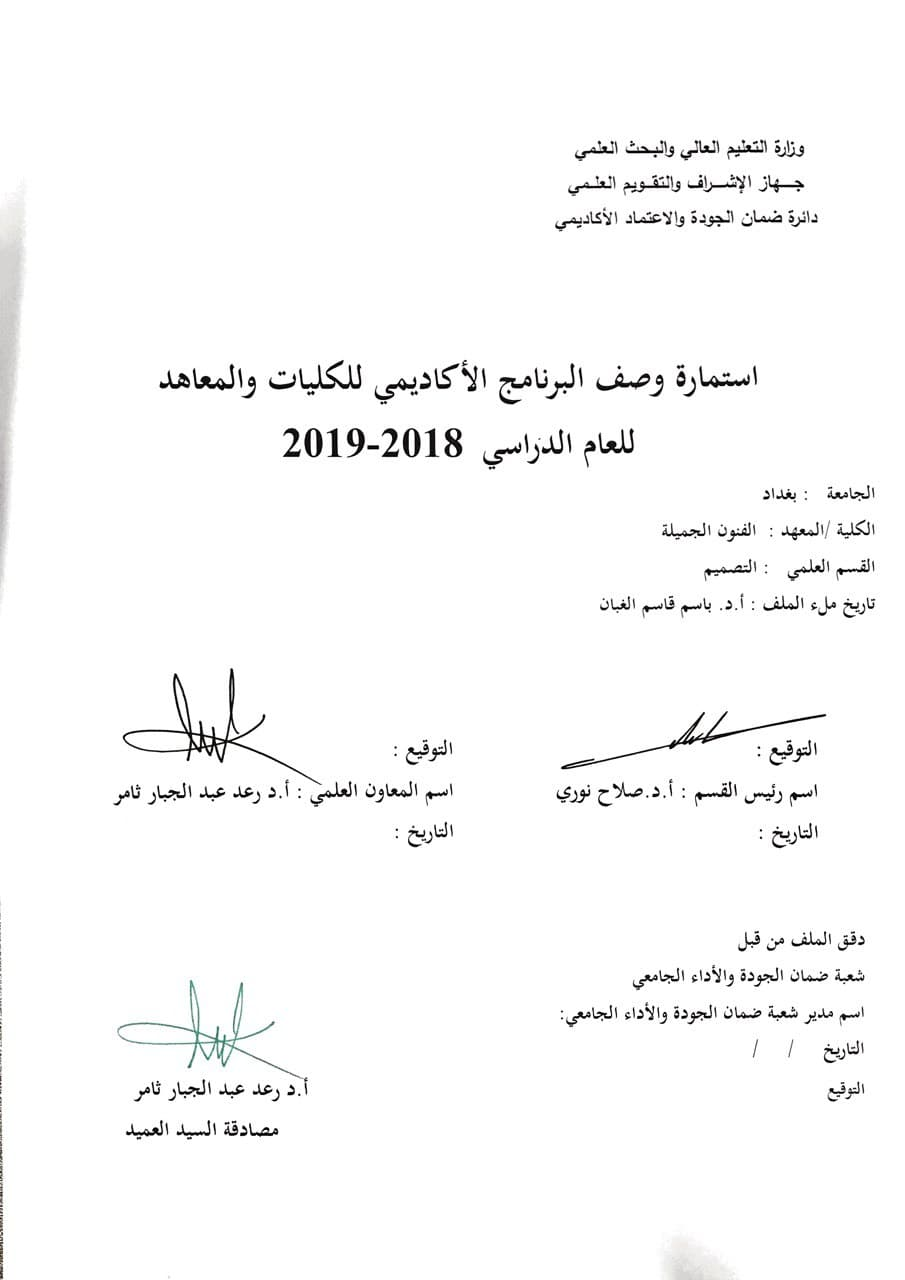 وزارة التعليم العالي والبحث العلمي
جـــهاز الإشـــراف والتقـويم العلـمي
دائرة ضمان الجودة والاعتماد الأكاديمي
استمارة وصف البرنامج الأكاديمي للكليات والمعاهد
للعام الدراسي 2018-2019
الجامعة : بغداد
الكلية /المعهد : الفنون الجميلة
القسم العلمي : التصميم
تاريخ ملء الملف : أ.د. باسم قاسم الغبان
التوقيع :
اسم رئيس القسم : أ.د.صلاح نوري
التاريخ :
التوقيع :
اسم المعاون العلمي : أ.د رعد عبد الجبار ثامر
التاريخ :
دقق الملف من قبل
شعبة ضمان الجودة والأداء الجامعي
اسم مدير شعبة ضمان الجودة والأداء الجامعي:
التاريخ / /
التوقيع
أ.د رعد عبد الجبار ثامر
مصادقة السيد العميد